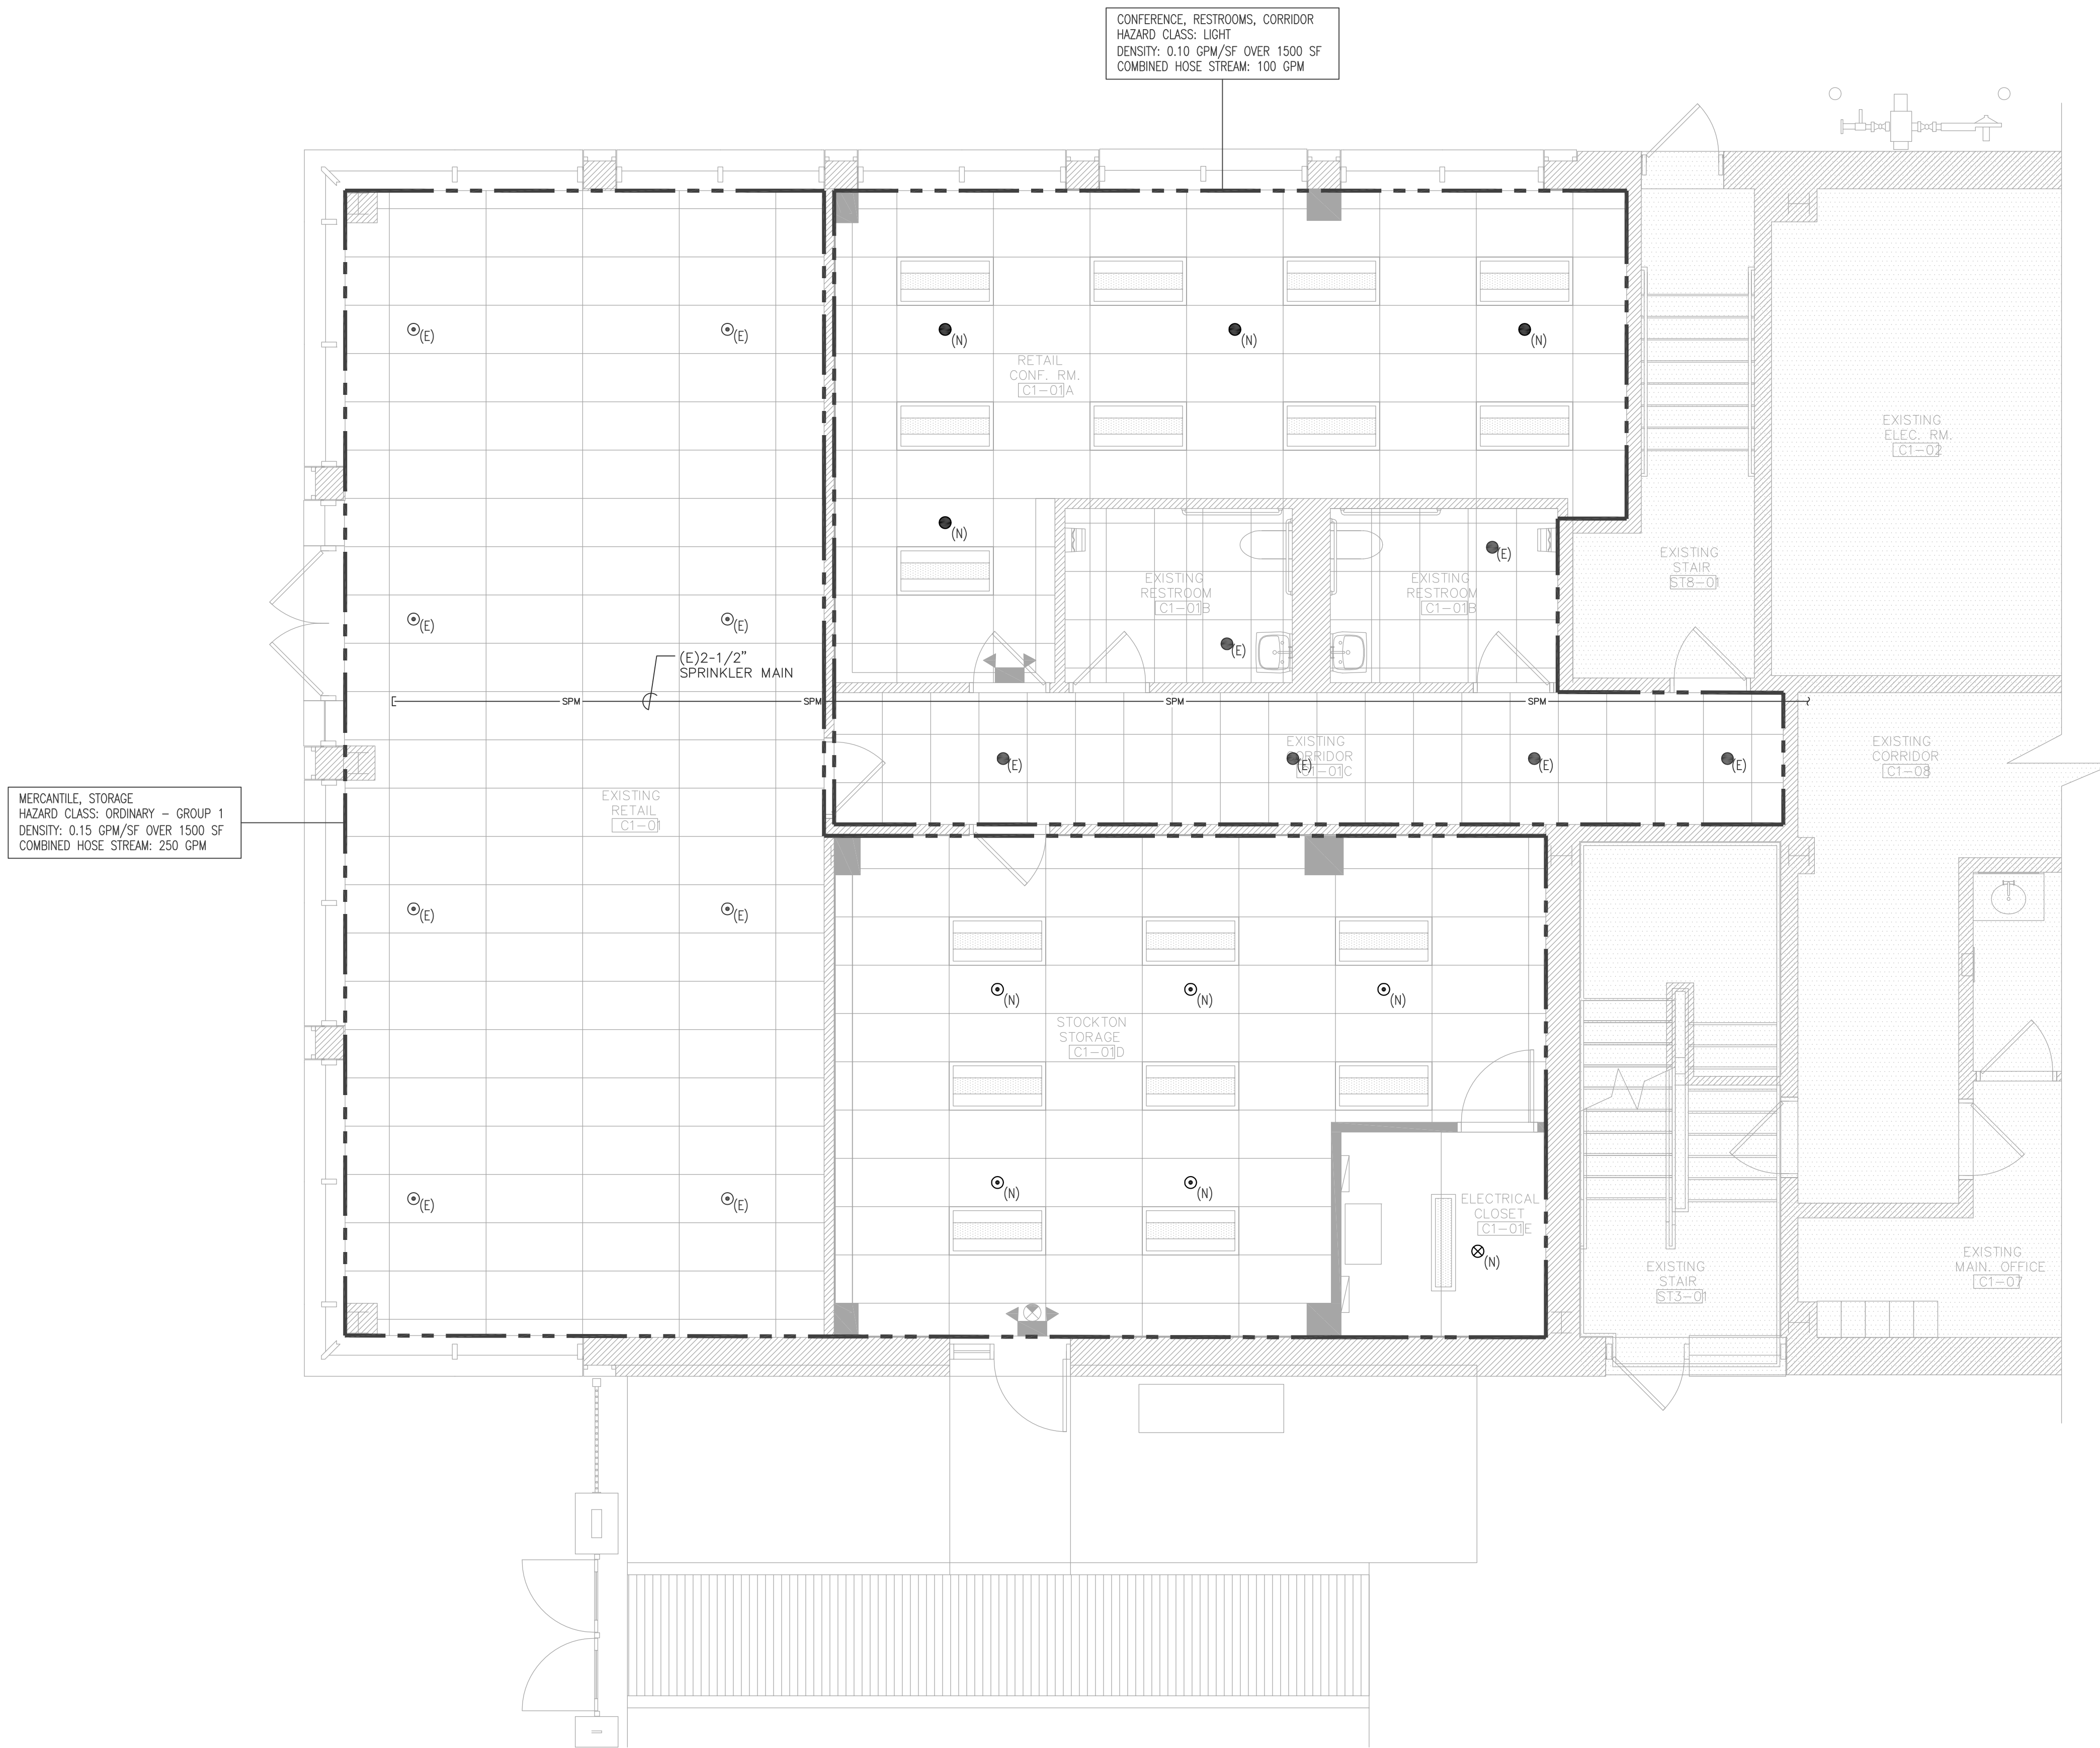 CONFERENCE, RESTROOMS, CORRIDOR
HAZARD CLASS: LIGHT
DENSITY: 0.10 GPM/SF OVER 1500 SF
COMBINED HOSE STREAM: 100 GPM
(E)
(E)
(N)
(N)
(N)
RETAIL
CONF. RM.
C1-01A
EXISTING
ELEC. RM.
C1-02
(N)
(E)
EXISTING
RESTROOM
C1-01B
EXISTING
RESTROOM
C1-01B
EXISTING
STAIR
ST8-01
(E)
(E)
(E)
(E)2-1/2"
SPRINKLER MAIN
SPM
SPM
SPM
SPM
EXISTING
CORRIDOR
C1-01C
(E)
(E)
(E)
(E)
EXISTING
CORRIDOR
C1-08
MERCANTILE, STORAGE
HAZARD CLASS: ORDINARY - GROUP 1
DENSITY: 0.15 GPM/SF OVER 1500 SF
COMBINED HOSE STREAM: 250 GPM
EXISTING
RETAIL
C1-01
(E)
(E)
(N)
(N)
(N)
STOCKTON
STORAGE
C1-01D
(E)
(E)
(N)
(N)
ELECTRICAL
CLOSET
C1-01E
(N)
EXISTING
STAIR
ST3-01
EXISTING
MAIN. OFFICE
C1-07